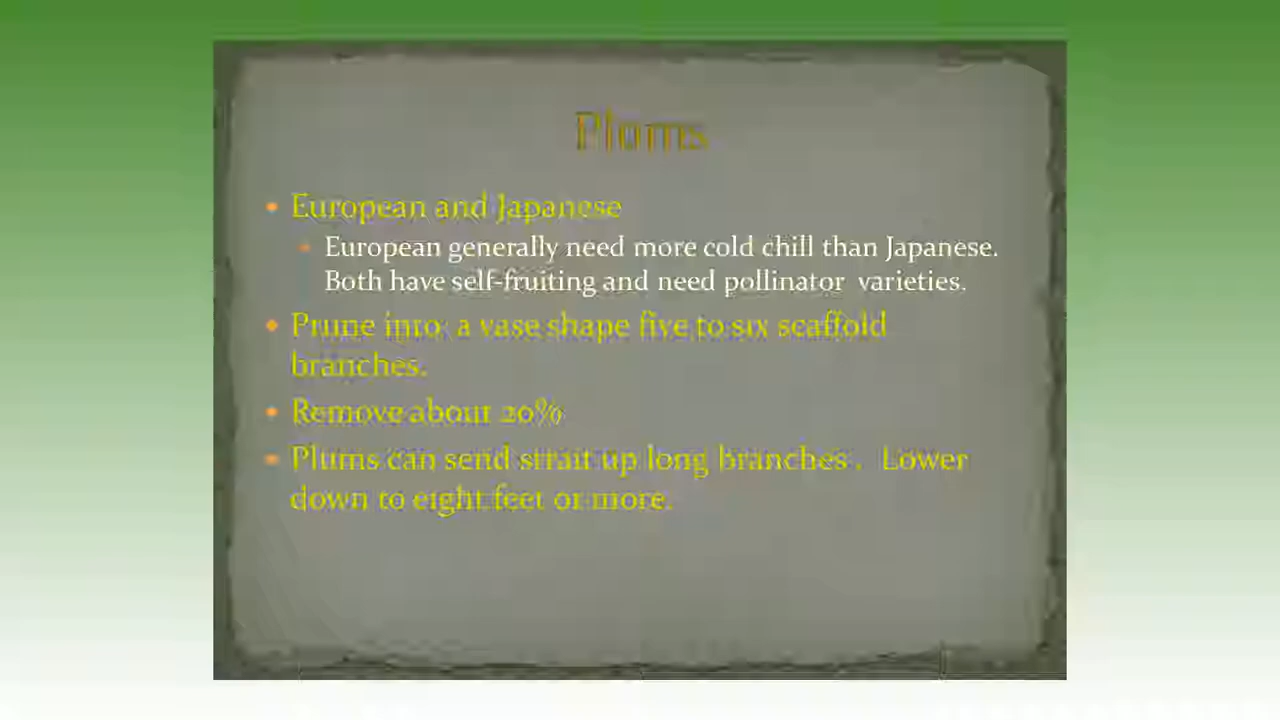 Plums
• European and Japanese
• European generally need more cold chill than Japanese.
Both have self-fruiting and need pollinator varieties.
• Prune into a vase shape five to six scaffold
branches.
• Remove about 20%
• Plums can send strait up long branches . Lower
down to eight feet or more.